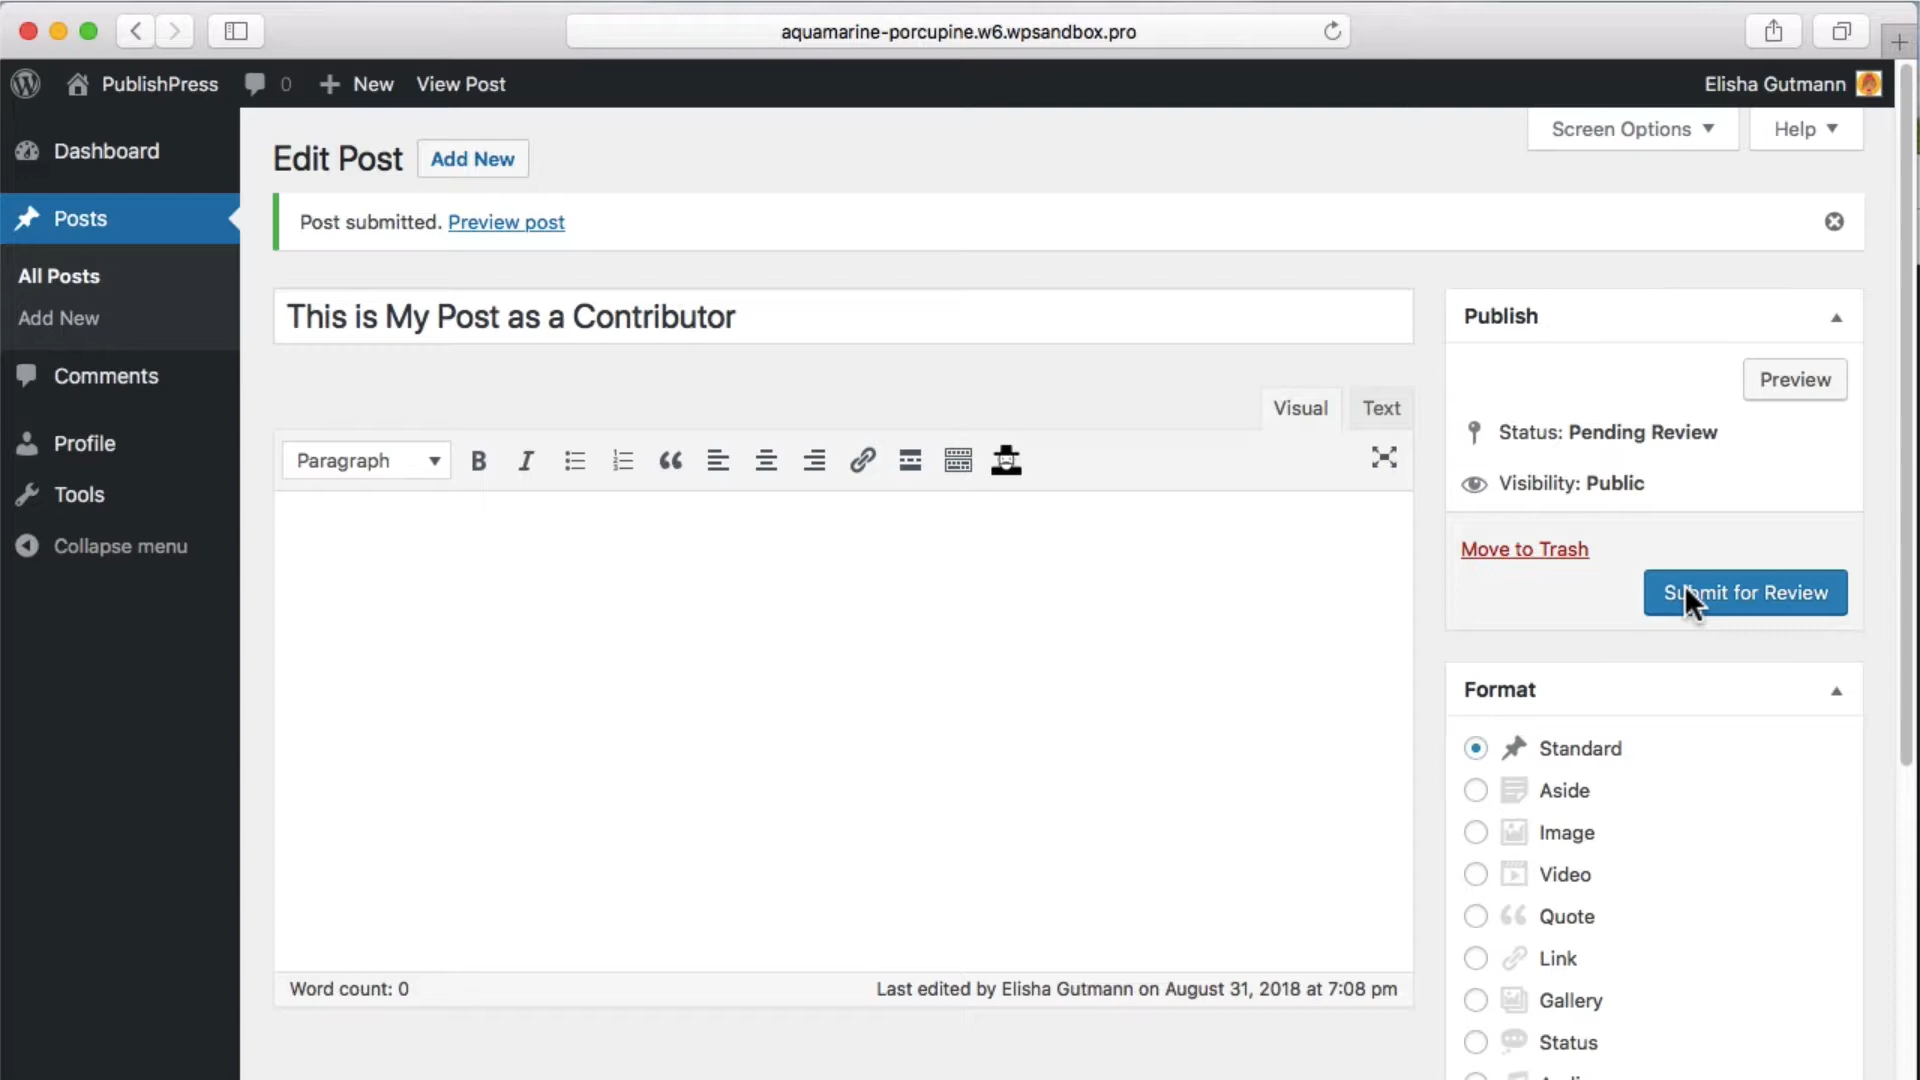 aquamarine-porcupine.w6.wpsandbox.pro
PublishPress
0
New
View Post
Elisha Gutmann
Dashboard
Posts
All Posts
Add New
Comments
Profile
Tools
Collapse menu
Screen Options
Help
Edit Post
Add New
Post submitted. Preview post
This is My Post as a Contributor
Visual
Text
Paragraph
B
I
Word count: 0
Last edited by Elisha Gutmann on August 31, 2018 at 7:08 pm
Publish
Preview
Status: Pending Review
Visibility: Public
Move to Trash
Submit for Review
Format
Standard
Aside
Image
Video
Quote
Link
Gallery
Status